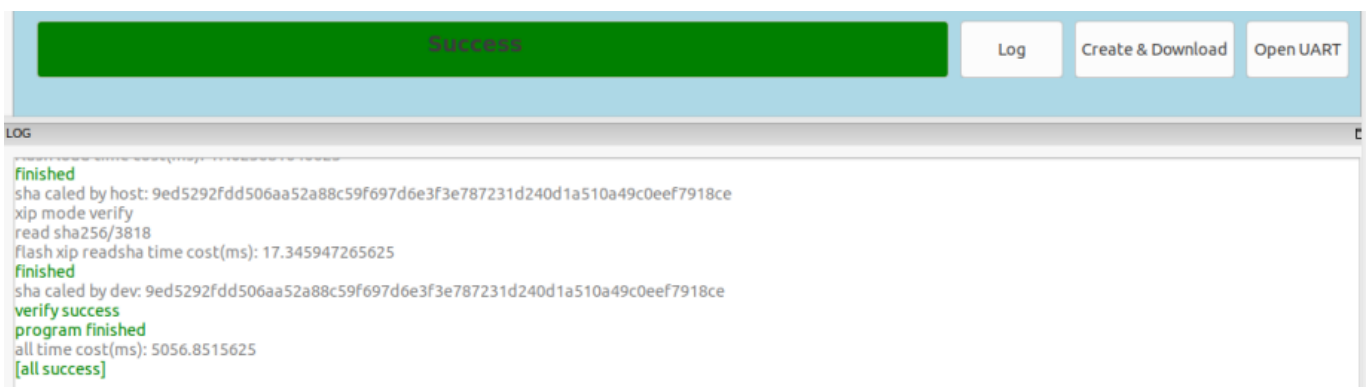 Success
Log
Create & Download
Open UART
LOG
finished
sha caled by host: 9ed5292fdd506aa52a88c59f697d6e3f3e787231d240d1a510a49c0eef7918ce
xip mode verify
read sha256/3818
flash xip readsha time cost(ms): 17.345947265625
finished
sha caled by dev: 9ed5292fdd506aa52a88c59f697d6e3f3e787231d240d1a510a49c0eef7918ce
verify success
program finished
all time cost(ms): 5056.8515625
[all success]